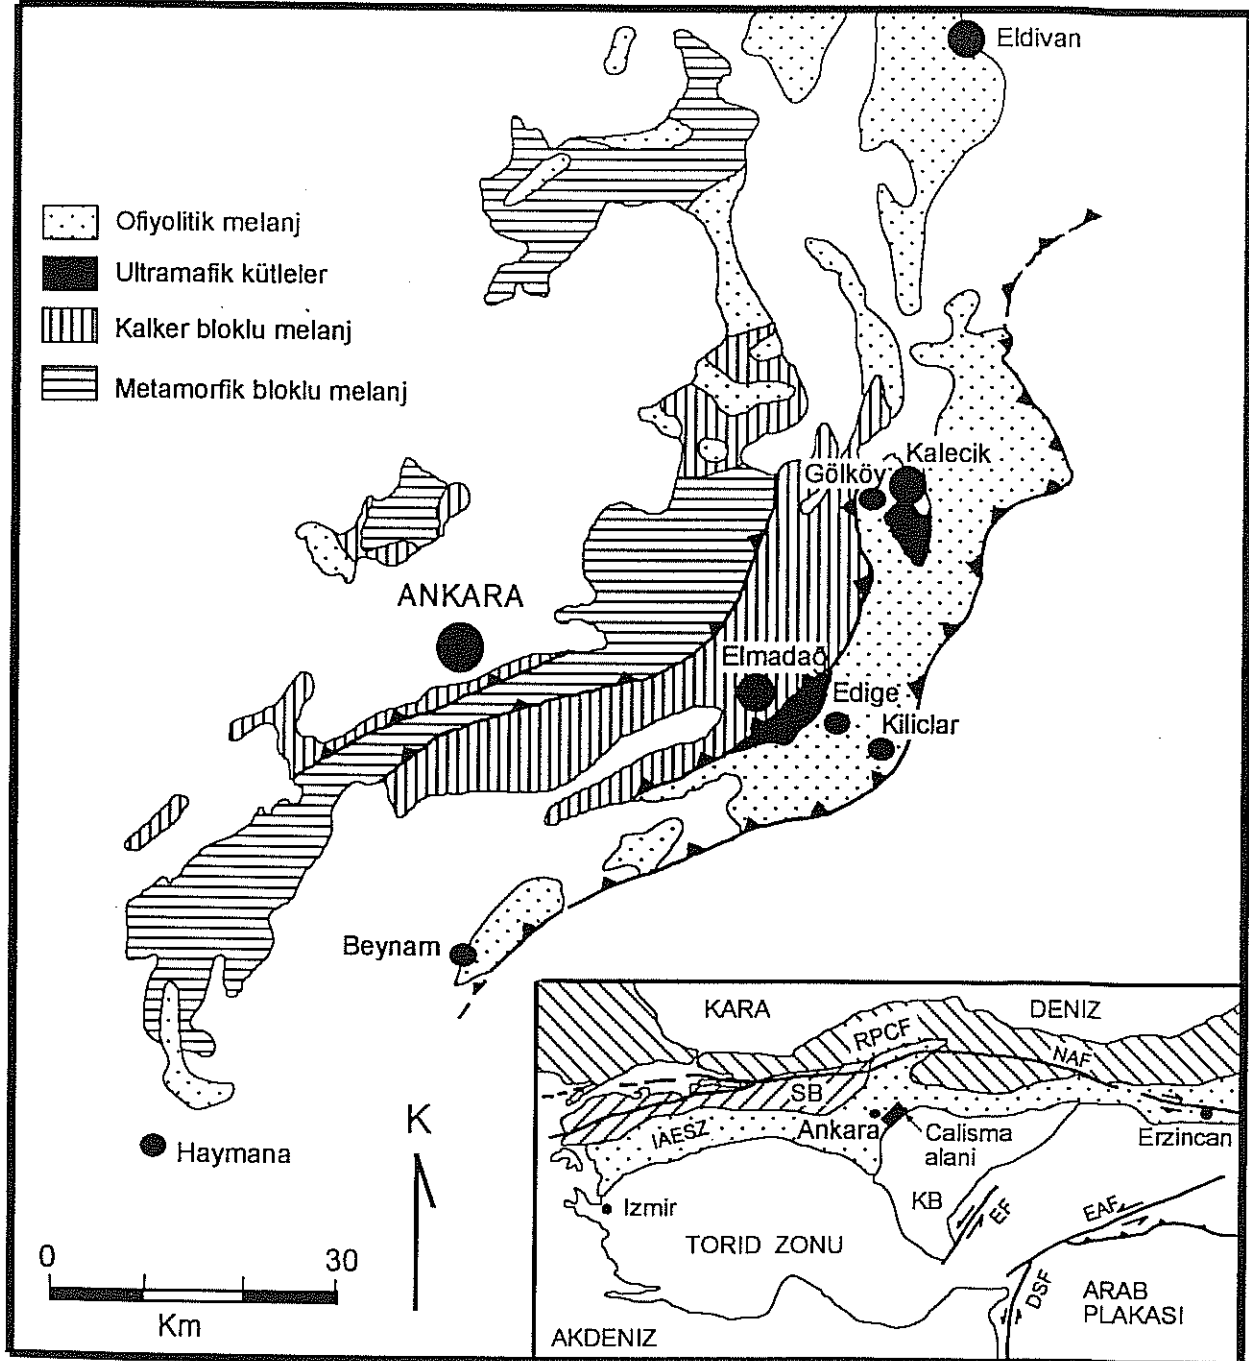 Eldivan
Ofiyolitik melanj
Ultramafik kütleler
Kalker bloklu melanj
Metamorfik bloklu melanj
Kalecik
Gölköy
ANKARA
Elmadağ
Edige
Kiliclar
Beynam
Haymana
K
0 30
Km
KARA DENIZ
RPCF
NAF
SB
IAESZ
Ankara
Calisma
alani
Erzincan
KB
EF
EAF
Izmir
TORID ZONU
DSF
ARAB
PLAKASI
AKDENIZ